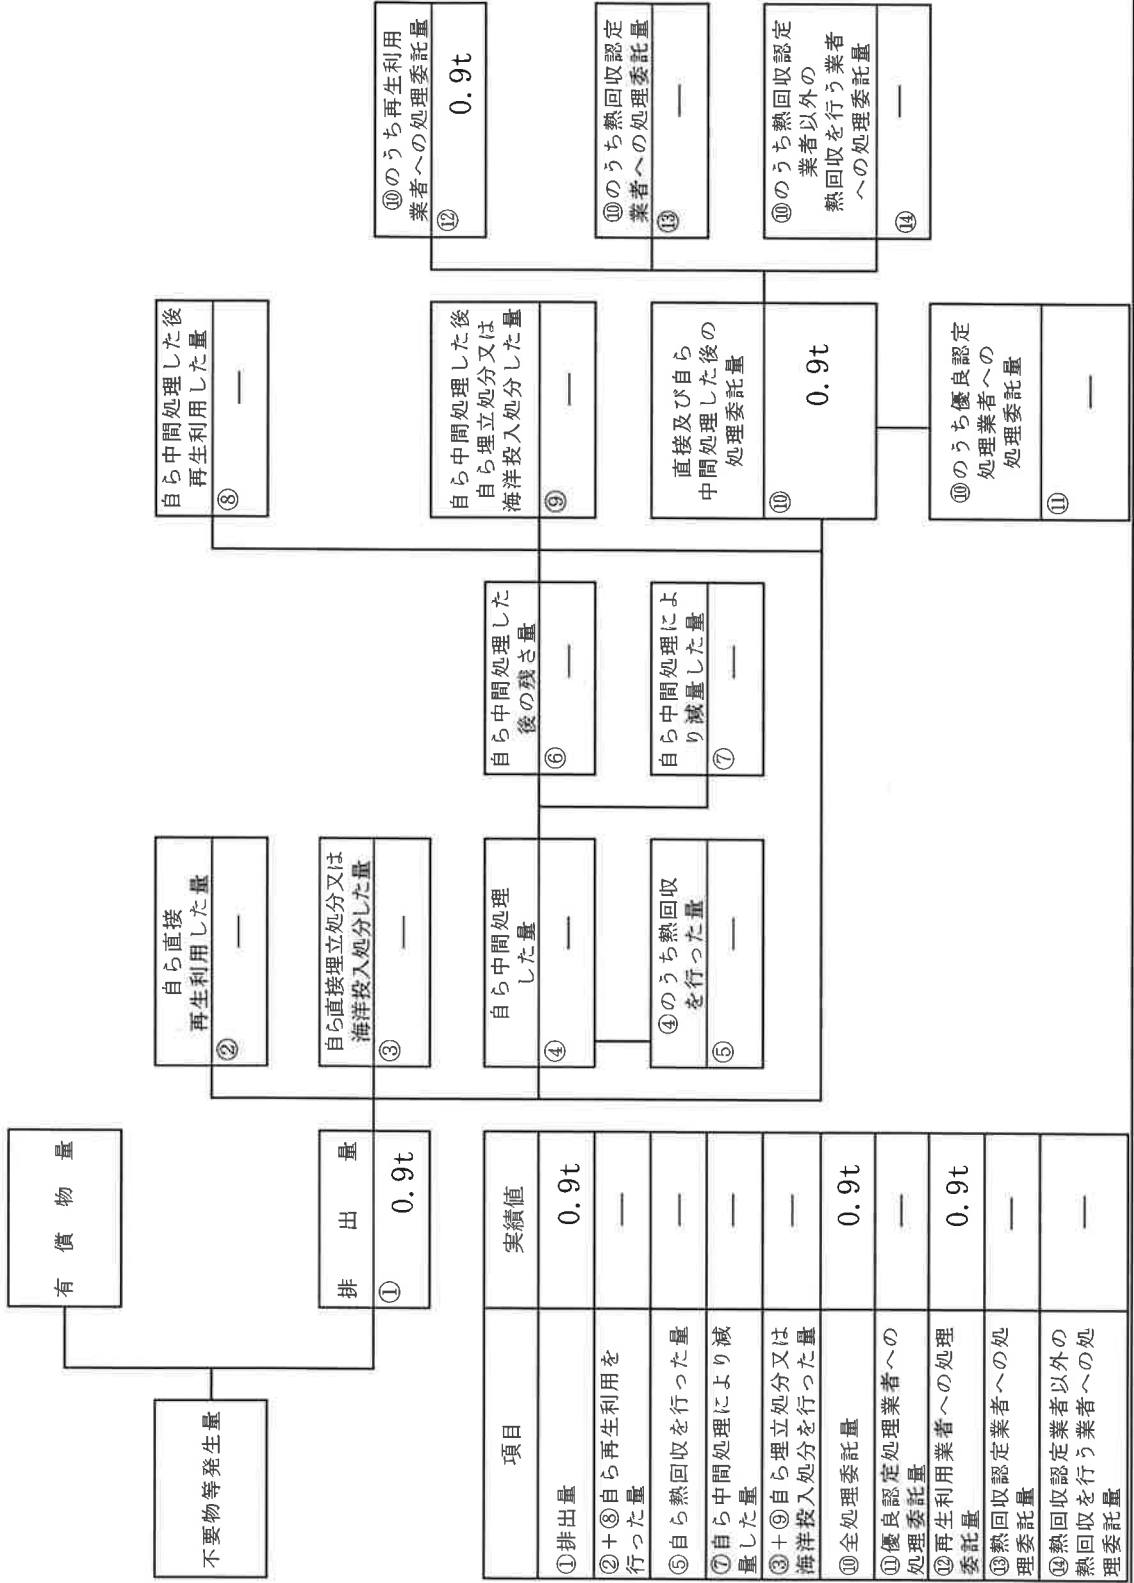 不要物等発生量
有償物量
排出量
① 0.9t
自ら直接
再生利用した量
② ―
自ら直接埋立処分又は
海洋投入処分した量
③ ―
自ら中間処理
した量
④ ―
④のうち熱回収
を行った量
⑤ ―
自ら中間処理した
後の残さ量
⑥ ―
自ら中間処理によ
り減量した量
⑦ ―
自ら中間処理した後
再生利用した量
⑧ ―
自ら中間処理した後
自ら埋立処分又は
海洋投入処分した量
⑨ ―
直接及び自ら
中間処理した後の
処理委託量
⑩ 0.9t
⑩のうち優良認定
処理業者への
処理委託量
⑪ ―
⑩のうち再生利用
業者への処理委託量
⑫ 0.9t
⑩のうち熱回収認定
業者への処理委託量
⑬ ―
⑩のうち熱回収認定
業者以外の
熱回収を行う業者
への処理委託量
⑭ ―
項目 実績値
①排出量 0.9t
②＋⑧自ら再生利用を
行った量 ―
⑤自ら熱回収を行った量 ―
⑦自ら中間処理により減
量した量 ―
③＋⑨自ら埋立処分又は
海洋投入処分を行った量 ―
⑩全処理委託量 0.9t
⑪優良認定処理業者への
処理委託量 ―
⑫再生利用業者への処理
委託量 0.9t
⑬熱回収認定業者への処
理委託量 ―
⑭熱回収認定業者以外の
熱回収を行う業者への処
理委託量 ―